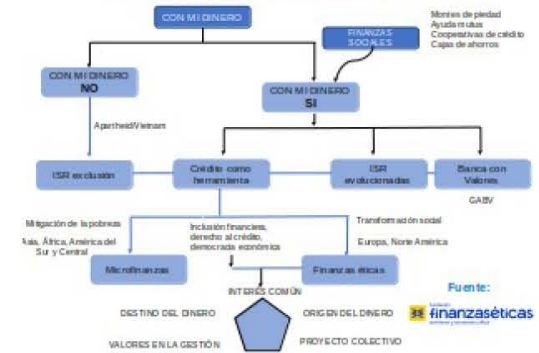 CON MI DINERO
FINANZAS
SOCIALES
Montes de piedad
Ayuda mutua
Cooperativas de crédito
Cajas de ahorros
CON MI DINERO
NO
CON MI DINERO
SI
Apartheid/Vietnam
ISR exclusión
Crédito como
herramienta
ISR
evolucionadas
Banca con
Valores
GABV
Mitigación de la pobreza
Asia, África, América del
Sur y Central
Inclusión financiera,
derecho al crédito,
democracia económica
Transformación social
Europa, Norte América
Microfinanzas
Finanzas éticas
INTERÉS COMÚN
DESTINO DEL DINERO
ORIGEN DEL DINERO
VALORES EN LA GESTIÓN
PROYECTO COLECTIVO
Fuente:
finanzaséticas